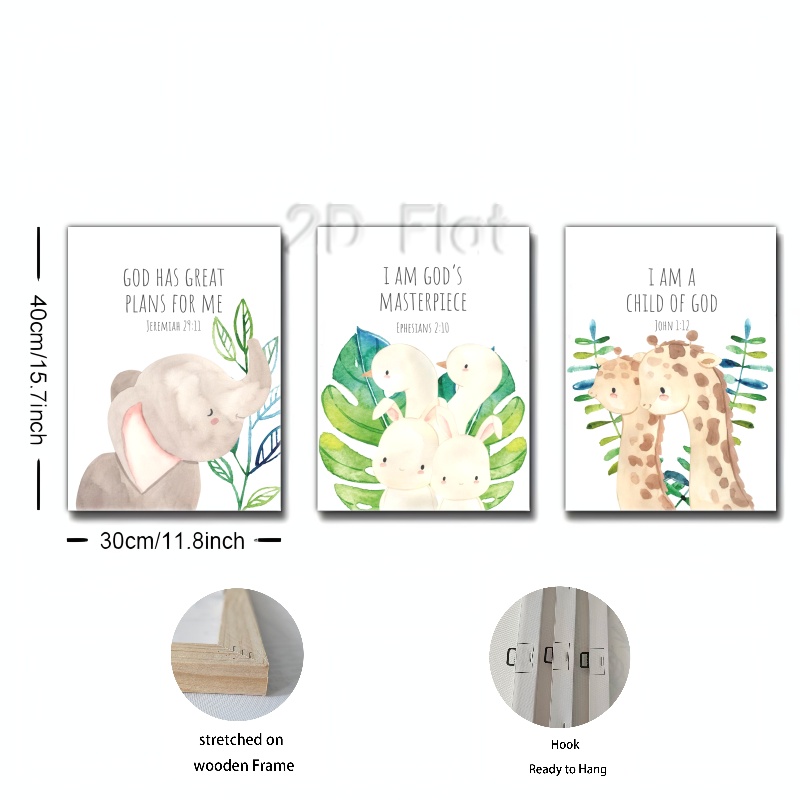 2D Flat
GOD HAS GREAT
PLANS FOR ME
JEREMIAH 29:11
I AM GOD'S
MASTERPIECE
EPHESIANS 2:10
I AM A
CHILD OF GOD
JOHN 1:12
40cm/15.7inch
30cm/11.8inch
stretched on
wooden Frame
Hook
Ready to Hang